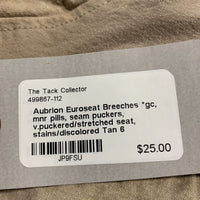 The Tack Collector
499867-112
Aubrion Euroseat Breeches *gc,
mnr pills, seam puckers,
v.puckered/stretched seat,
stains/discolored Tan 6
JP9FSU
$25.00